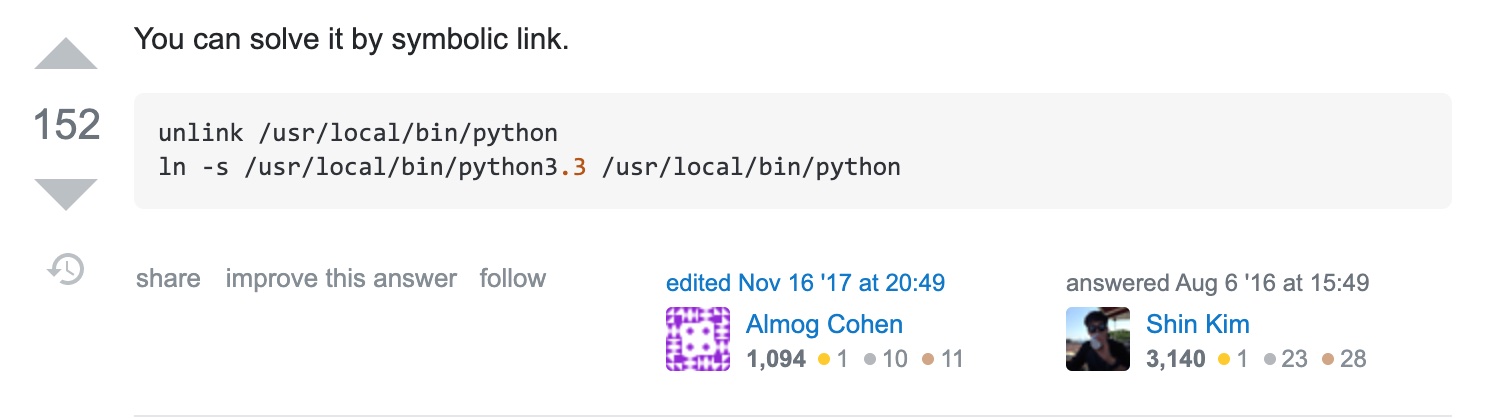 You can solve it by symbolic link.
152
unlink /usr/local/bin/python
ln -s /usr/local/bin/python3.3 /usr/local/bin/python
share improve this answer follow
edited Nov 16 '17 at 20:49
Almog Cohen
1,094 1 10 11
answered Aug 6 '16 at 15:49
Shin Kim
3,140 1 23 28